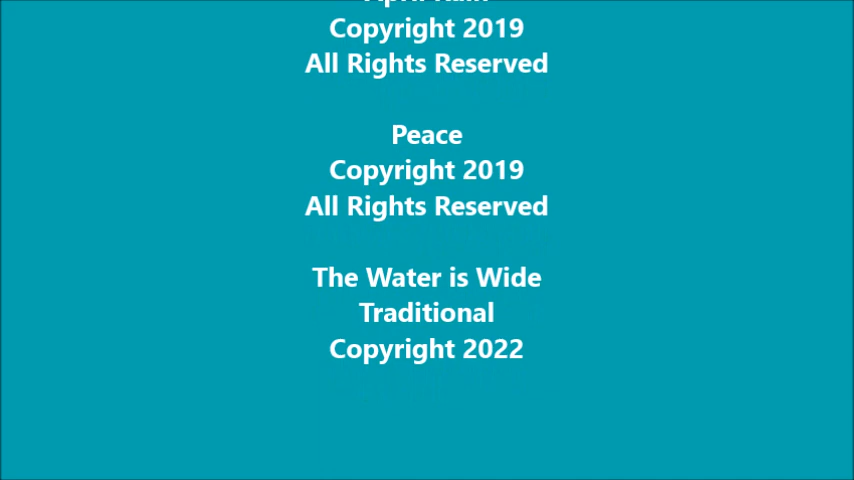 Copyright 2019
All Rights Reserved
Peace
Copyright 2019
All Rights Reserved
The Water is Wide
Traditional
Copyright 2022